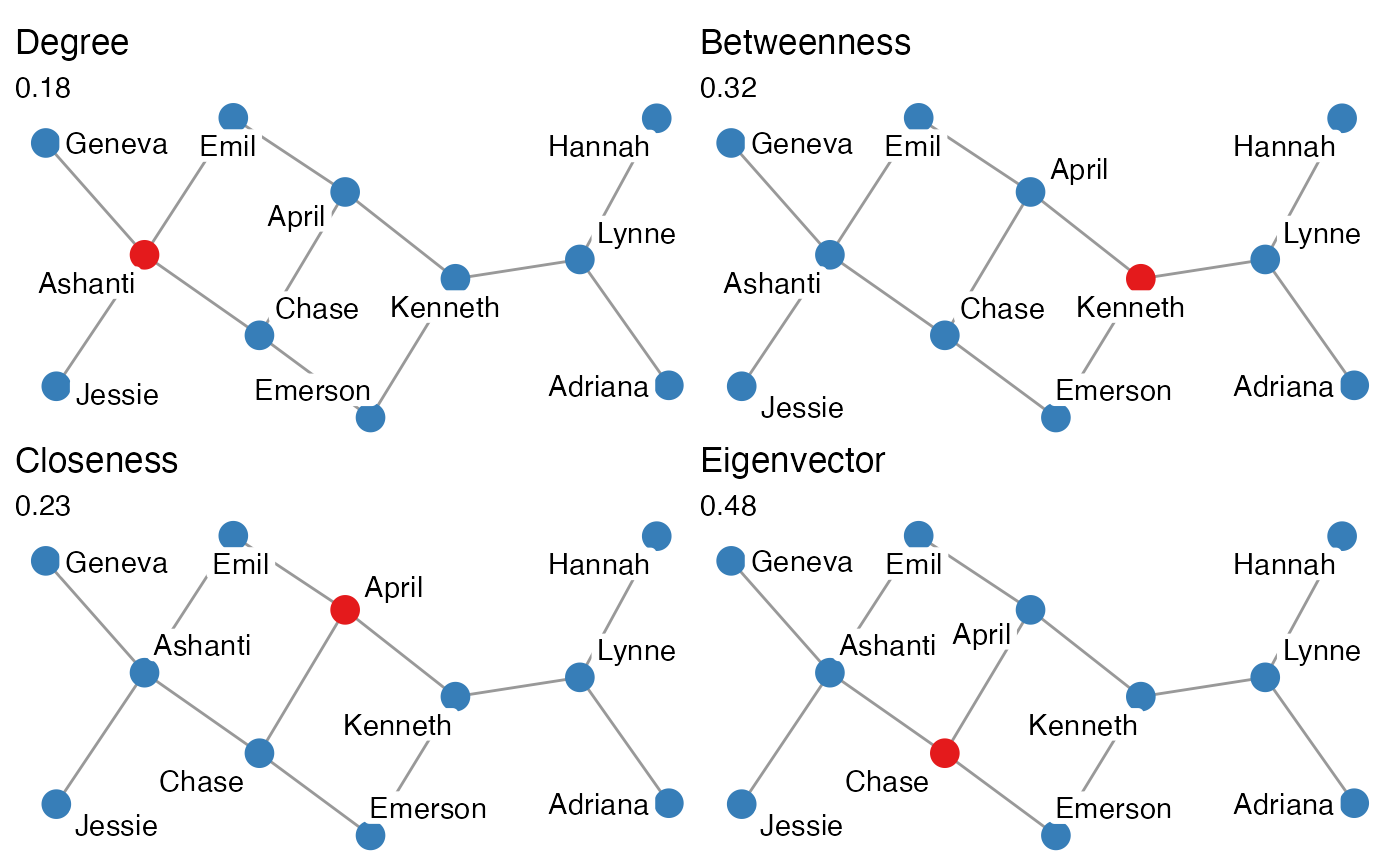 Degree
0.18
Geneva
Emil
Hannah
April
Lynne
Ashanti
Chase
Kenneth
Jessie
Emerson
Adriana
Betweenness
0.32
Geneva
Emil
Hannah
April
Lynne
Ashanti
Chase
Kenneth
Jessie
Emerson
Adriana
Closeness
0.23
Geneva
Emil
Hannah
April
Ashanti
Lynne
Kenneth
Chase
Jessie
Emerson
Adriana
Eigenvector
0.48
Geneva
Emil
Hannah
April
Ashanti
Lynne
Kenneth
Chase
Jessie
Emerson
Adriana